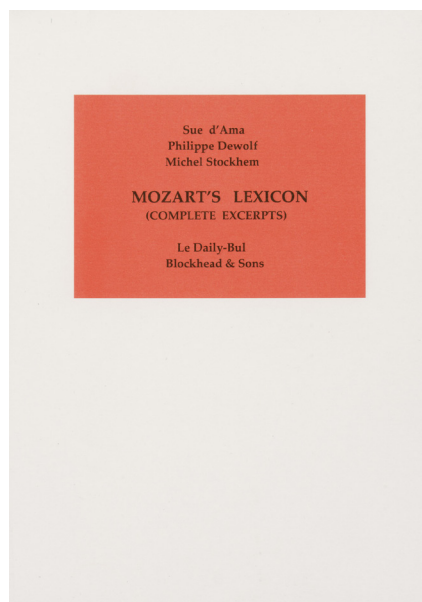 Sue d'Ama
Philippe Dewolf
Michel Stockhem
MOZART'S LEXICON
(COMPLETE EXCERPTS)
Le Daily-Bul
Blockhead & Sons